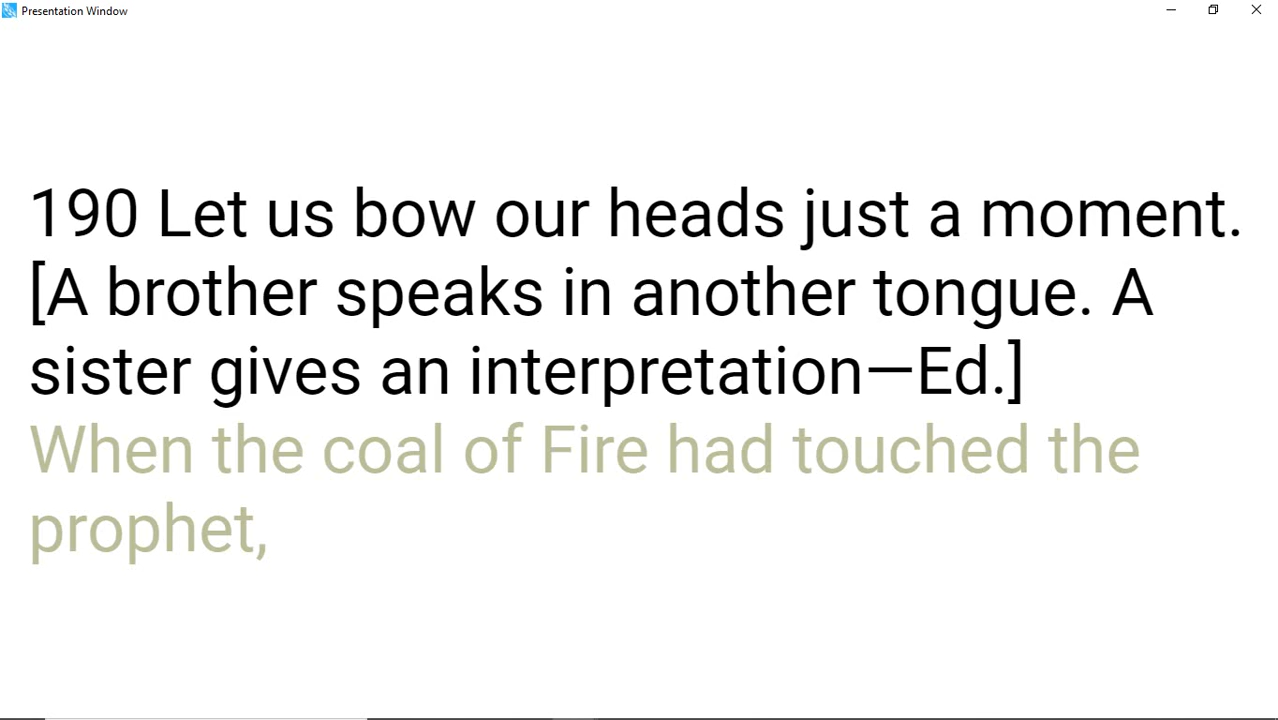 Presentation Window
190 Let us bow our heads just a moment.
[A brother speaks in another tongue. A
sister gives an interpretation—Ed.]
When the coal of Fire had touched the
prophet,